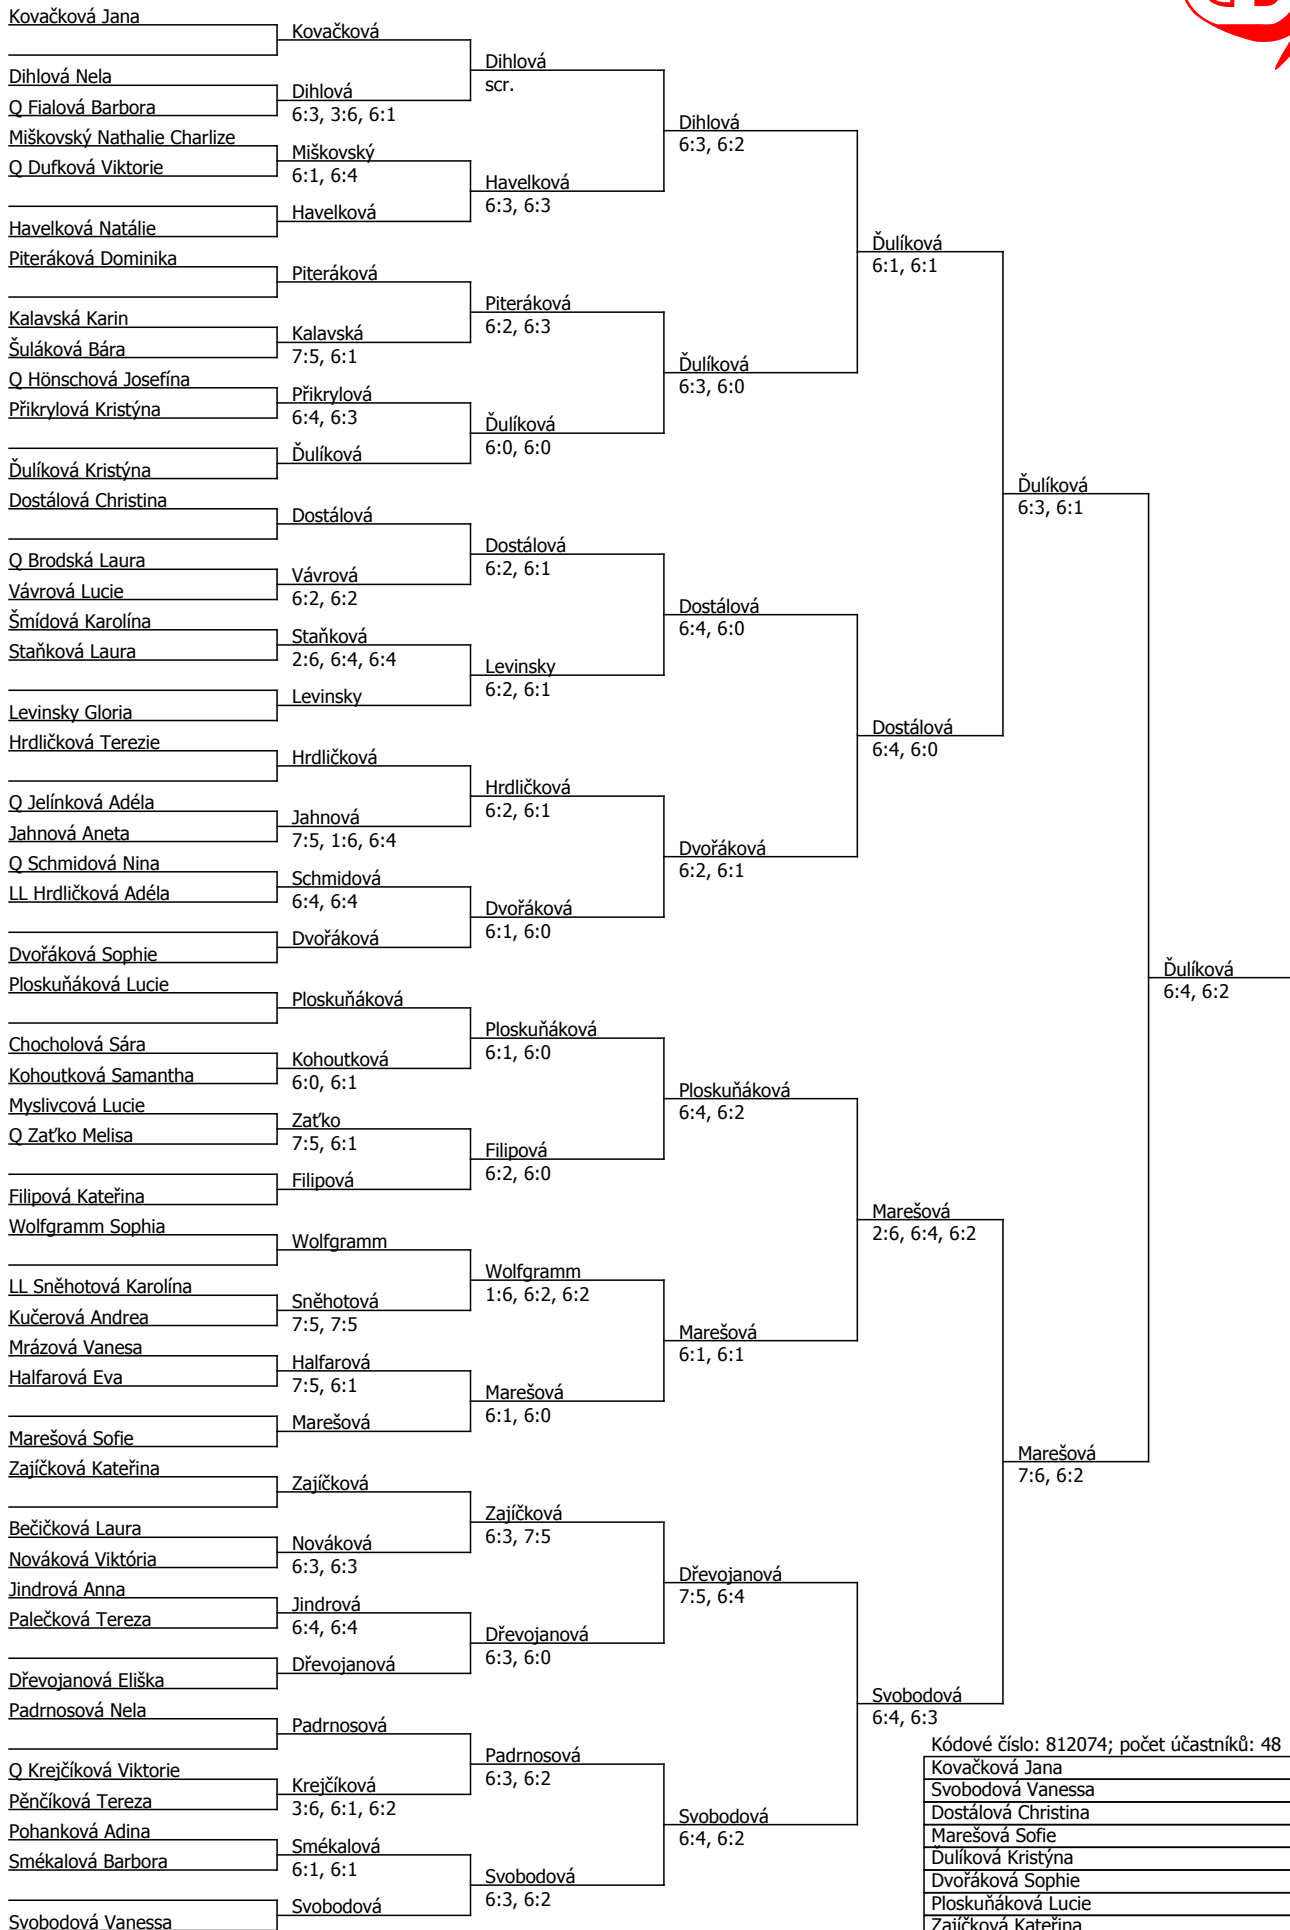 Kovačková Jana
Dihlová Nela
Q Fialová Barbora
Miškovský Nathalie Charlize
Q Dufková Viktorie
Havelková Natálie
Piteráková Dominika
Kalavská Karin
Šuláková Bára
Q Hönschová Josefína
Přikrylová Kristýna
Ďulíková Kristýna
Dostálová Christina
Q Brodská Laura
Vávrová Lucie
Šmídová Karolína
Staňková Laura
Levinsky Gloria
Hrdličková Terezie
Q Jelínková Adéla
Jahnová Aneta
Q Schmidová Nina
LL Hrdličková Adéla
Dvořáková Sophie
Ploskuňáková Lucie
Chocholová Sára
Kohoutková Samantha
Myslivcová Lucie
Q Zaťko Melisa
Filipová Kateřina
Wolfgramm Sophia
LL Sněhotová Karolína
Kučerová Andrea
Mrázová Vanesa
Halfarová Eva
Marešová Sofie
Zajíčková Kateřina
Bečičková Laura
Nováková Viktória
Jindrová Anna
Palečková Tereza
Dřevojanová Eliška
Padrnosová Nela
Q Krejčíková Viktorie
Pěnčíková Tereza
Pohanková Adina
Smékalová Barbora
Svobodová Vanessa
Kovačková
Dihlová
6:3, 3:6, 6:1
Miškovský
6:1, 6:4
Havelková
Piteráková
Kalavská
7:5, 6:1
Přikrylová
6:4, 6:3
Ďulíková
Dostálová
Vávrová
6:2, 6:2
Staňková
2:6, 6:4, 6:4
Levinsky
Hrdličková
Jahnová
7:5, 1:6, 6:4
Schmidová
6:4, 6:4
Dvořáková
Ploskuňáková
Kohoutková
6:0, 6:1
Zaťko
7:5, 6:1
Filipová
Wolfgramm
Sněhotová
7:5, 7:5
Halfarová
7:5, 6:1
Marešová
Zajíčková
Nováková
6:3, 6:3
Jindrová
6:4, 6:4
Dřevojanová
Padrnosová
Krejčíková
3:6, 6:1, 6:2
Smékalová
6:1, 6:1
Svobodová
Dihlová
scr.
Havelková
6:3, 6:3
Piteráková
6:2, 6:3
Ďulíková
6:0, 6:0
Dostálová
6:2, 6:1
Levinsky
6:2, 6:1
Hrdličková
6:2, 6:1
Dvořáková
6:1, 6:0
Ploskuňáková
6:1, 6:0
Filipová
6:2, 6:0
Wolfgramm
1:6, 6:2, 6:2
Marešová
6:1, 6:0
Zajíčková
6:3, 7:5
Dřevojanová
6:3, 6:0
Padrnosová
6:3, 6:2
Svobodová
6:3, 6:2
Dihlová
6:3, 6:2
Ďulíková
6:3, 6:0
Dostálová
6:4, 6:0
Dvořáková
6:2, 6:1
Ploskuňáková
6:4, 6:2
Marešová
6:1, 6:1
Dřevojanová
7:5, 6:4
Svobodová
6:4, 6:2
Ďulíková
6:1, 6:1
Dostálová
6:4, 6:0
Marešová
2:6, 6:4, 6:2
Svobodová
6:4, 6:3
Ďulíková
6:3, 6:1
Marešová
7:6, 6:2
Ďulíková
6:4, 6:2
Kódové číslo: 812074; počet účastníků: 48
Kovačková Jana
Svobodová Vanessa
Dostálová Christina
Marešová Sofie
Ďulíková Kristýna
Dvořáková Sophie
Ploskuňáková Lucie
Zajíčková Kateřina